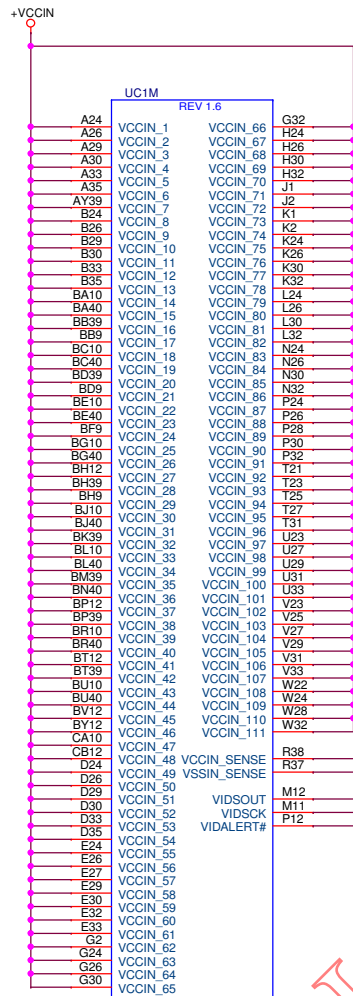 +VCCIN
UC1M
REV 1.6
A24 VCCIN_1 VCCIN_66 G32
A26 VCCIN_2 VCCIN_67 H24
A29 VCCIN_3 VCCIN_68 H26
A30 VCCIN_4 VCCIN_69 H30
A33 VCCIN_5 VCCIN_70 H32
A35 VCCIN_6 VCCIN_71 J1
AY39 VCCIN_7 VCCIN_72 J2
B24 VCCIN_8 VCCIN_73 K1
B26 VCCIN_9 VCCIN_74 K2
B29 VCCIN_10 VCCIN_75 K24
B30 VCCIN_11 VCCIN_76 K26
B33 VCCIN_12 VCCIN_77 K30
B35 VCCIN_13 VCCIN_78 K32
BA10 VCCIN_14 VCCIN_79 L24
BA40 VCCIN_15 VCCIN_80 L26
BB39 VCCIN_16 VCCIN_81 L30
BB9 VCCIN_17 VCCIN_82 L32
BC10 VCCIN_18 VCCIN_83 N24
BC40 VCCIN_19 VCCIN_84 N26
BD39 VCCIN_20 VCCIN_85 N30
BD9 VCCIN_21 VCCIN_86 N32
BE10 VCCIN_22 VCCIN_87 P24
BE40 VCCIN_23 VCCIN_88 P26
BF9 VCCIN_24 VCCIN_89 P28
BG10 VCCIN_25 VCCIN_90 P30
BG40 VCCIN_26 VCCIN_91 P32
BH12 VCCIN_27 VCCIN_92 T21
BH39 VCCIN_28 VCCIN_93 T23
BH9 VCCIN_29 VCCIN_94 T25
BJ10 VCCIN_30 VCCIN_95 T27
BJ40 VCCIN_31 VCCIN_96 T31
BK39 VCCIN_32 VCCIN_97 U23
BL10 VCCIN_33 VCCIN_98 U27
BL40 VCCIN_34 VCCIN_99 U29
BM39 VCCIN_35 VCCIN_100 U31
BN40 VCCIN_36 VCCIN_101 U33
BP12 VCCIN_37 VCCIN_102 V23
BP39 VCCIN_38 VCCIN_103 V25
BR10 VCCIN_39 VCCIN_104 V27
BR40 VCCIN_40 VCCIN_105 V29
BT12 VCCIN_41 VCCIN_106 V31
BT39 VCCIN_42 VCCIN_107 V33
BU10 VCCIN_43 VCCIN_108 W22
BU40 VCCIN_44 VCCIN_109 W24
BV12 VCCIN_45 VCCIN_110 W28
BY12 VCCIN_46 VCCIN_111 W32
CA10 VCCIN_47
CB12 VCCIN_48 VCCIN_SENSE R38
D24 VCCIN_49 VSSIN_SENSE R37
D26 VCCIN_50
D29 VCCIN_51 VIDSOUT M12
D30 VCCIN_52 VIDSCK M11
D33 VCCIN_53 VIDALERT# P12
D35 VCCIN_54
E24 VCCIN_55
E26 VCCIN_56
E27 VCCIN_57
E29 VCCIN_58
E30 VCCIN_59
E32 VCCIN_60
E33 VCCIN_61
G2 VCCIN_62
G24 VCCIN_63
G26 VCCIN_64
G30 VCCIN_65